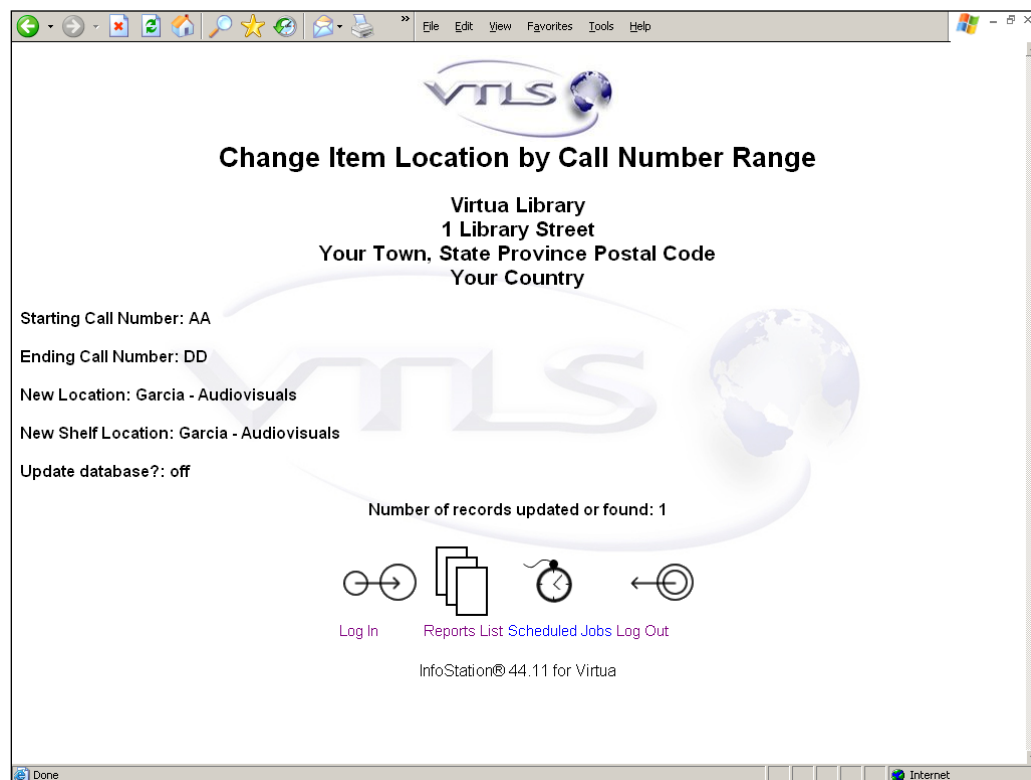 »
File Edit View Favorites Tools Help
VTLS
Change Item Location by Call Number Range
Virtua Library
1 Library Street
Your Town, State Province Postal Code
Your Country
Starting Call Number: AA
Ending Call Number: DD
New Location: Garcia - Audiovisuals
New Shelf Location: Garcia - Audiovisuals
Update database?: off
VTLS
Number of records updated or found: 1
Log In Reports List Scheduled Jobs Log Out
InfoStation® 44.11 for Virtua
Done Internet